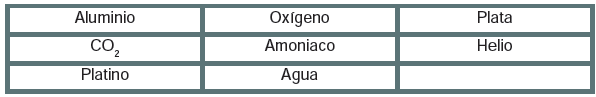 Aluminio Oxígeno Plata
CO₂ Amoniaco Helio
Platino Agua